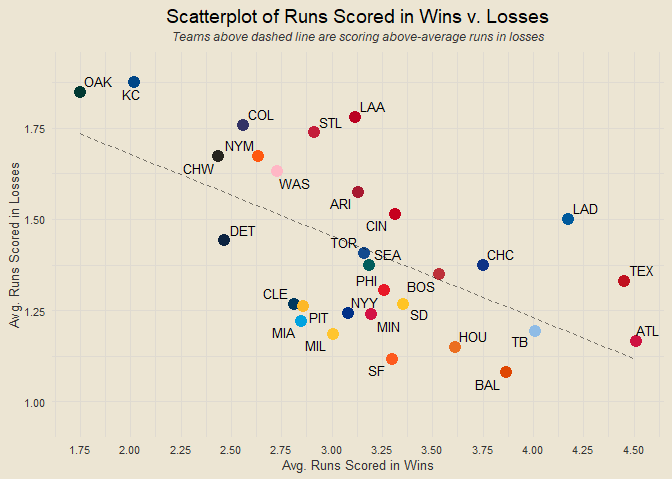 Scatterplot of Runs Scored in Wins v. Losses
Teams above dashed line are scoring above-average runs in losses
OAK
KC
COL
STL
LAA
NYM
CHW
WAS
ARI
CIN
LAD
DET
TOR
SEA
CHC
PHI
BOS
TEX
CLE
NYY
SD
PIT
MIA
MIN
MIL
HOU
TB
ATL
SF
BAL
1.75
1.50
1.25
1.00
Avg. Runs Scored in Losses
1.75 2.00 2.25 2.50 2.75 3.00 3.25 3.50 3.75 4.00 4.25 4.50
Avg. Runs Scored in Wins